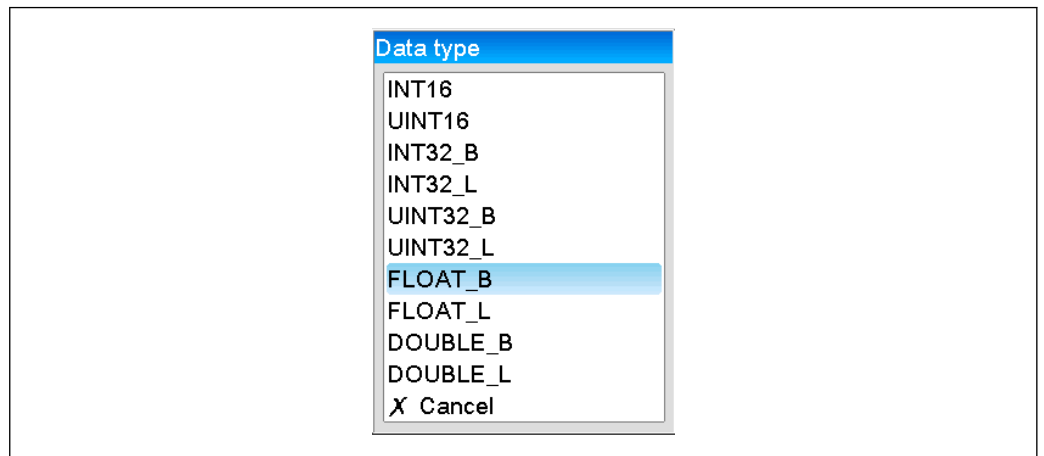 Data type
INT16
UINT16
INT32_B
INT32_L
UINT32_B
UINT32_L
FLOAT_B
FLOAT_L
DOUBLE_B
DOUBLE_L
X Cancel